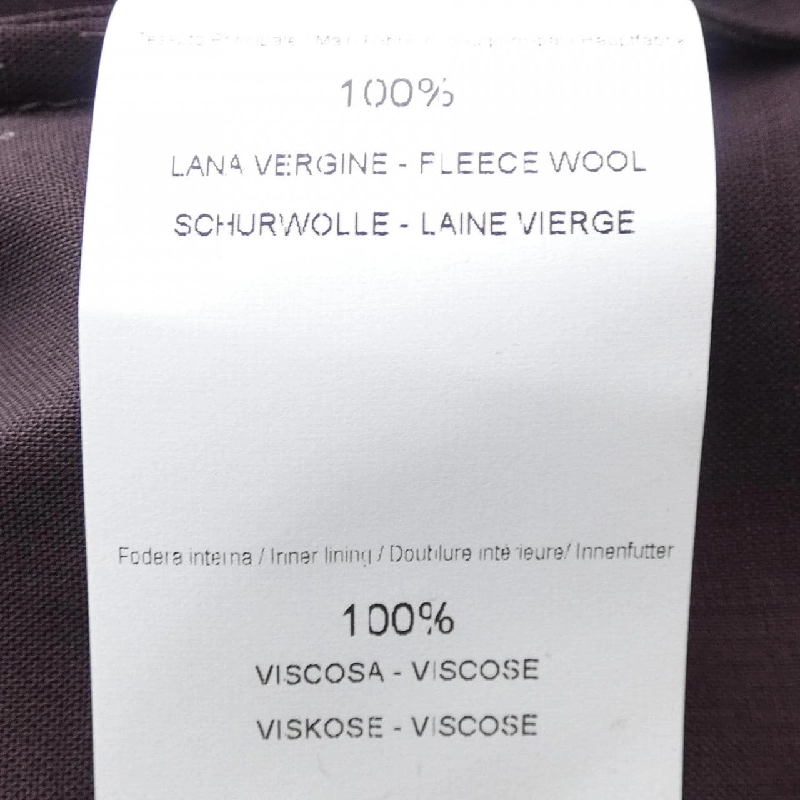 100%
LANA VERGINE - FLEECE WOOL
SCHURWOLLE - LAINE VIERGE
Fodera interna / Inner lining / Doublure intérieure/ Innenfutter
100%
VISCOSA - VISCOSE
VISKOSE - VISCOSE